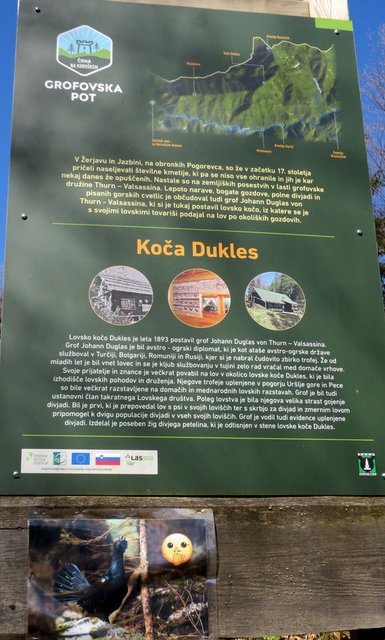 ČRNA
NA KOROŠKEM
GROFOVSKA
POT
V Žerjavu in Jazbini, na obronkih Pogorevca, so že v začetku 17. stoletja
pričeli naseljevati številne kmetije, ki pa se niso vse ohranile in jih je kar
nekaj danes že opuščenih. Nastale so na zemljiških posestvih v lasti grofovske
družine Thurn – Valsassina. Lepoto narave, bogate gozdove, polne divjadi in
pisanih gorskih cvetlic je občudoval tudi grof Johann Douglas von
Thurn – Valsassina, ki si je tukaj postavil lovsko kočo, iz katere se je
s svojimi lovskimi tovariši podajal na lov po okoliških gozdovih.
Koča Dukles
Lovsko kočo Dukles je leta 1893 postavil grof Johann Duglas von Thurn – Valsassina.
Grof Johann Duglas je bil avstro - ogrski diplomat, ki je kot ataše avstro-ogrske države
služboval v Turčiji, Bolgariji, Romuniji in Rusiji, kjer si je nabral čudovito zbirko trofej. Že od
mladih let je bil vnet lovec in se je kljub službovanju v tujini zelo rad vračal med domače vrhove.
Svoje prijatelje in znance je večkrat povabil na lov v okolico lovske koče Dukles, ki je bila
izhodišče lovskih pohodov in druženja. Njegove trofeje uplenjene v pogorju Uršlje gore in Pece
so bile večkrat razstavljene na domačih in mednarodnih lovskih razstavah. Grof je bil tudi
ustanovni član takratnega Lovskega društva. Poleg lovstva je bila njegova velika strast gojenje
divjadi. Bil je prvi, ki je prepovedal lov s psi v svojih loviščih ter s skrbjo za divjad in zmernim lovom
pripomogel k dvigu populacije divjadi v vseh svojih loviščih. Grof je vodil tudi evidence uplenjene
divjadi. Izdelal je poseben žig divjega petelina, ki je odtisnjen v stene lovske koče Dukles.
LAS